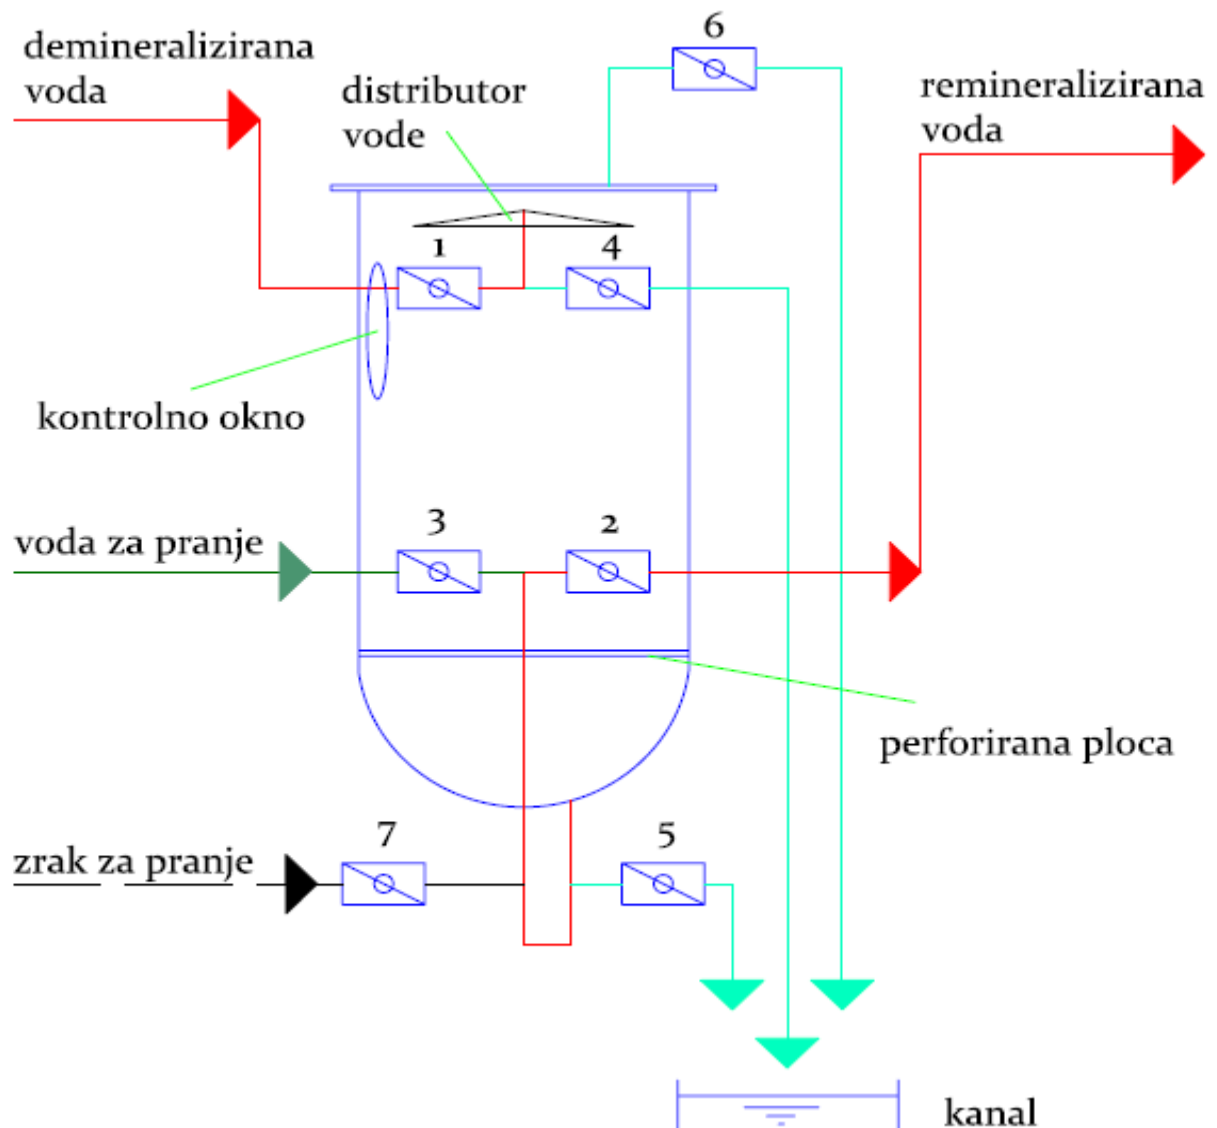 6
demineralizirana
voda
distributor
vode
remineralizirana
voda
1
4
kontrolno okno
3
2
voda za pranje
perforirana ploca
7
5
zrak za pranje
kanal